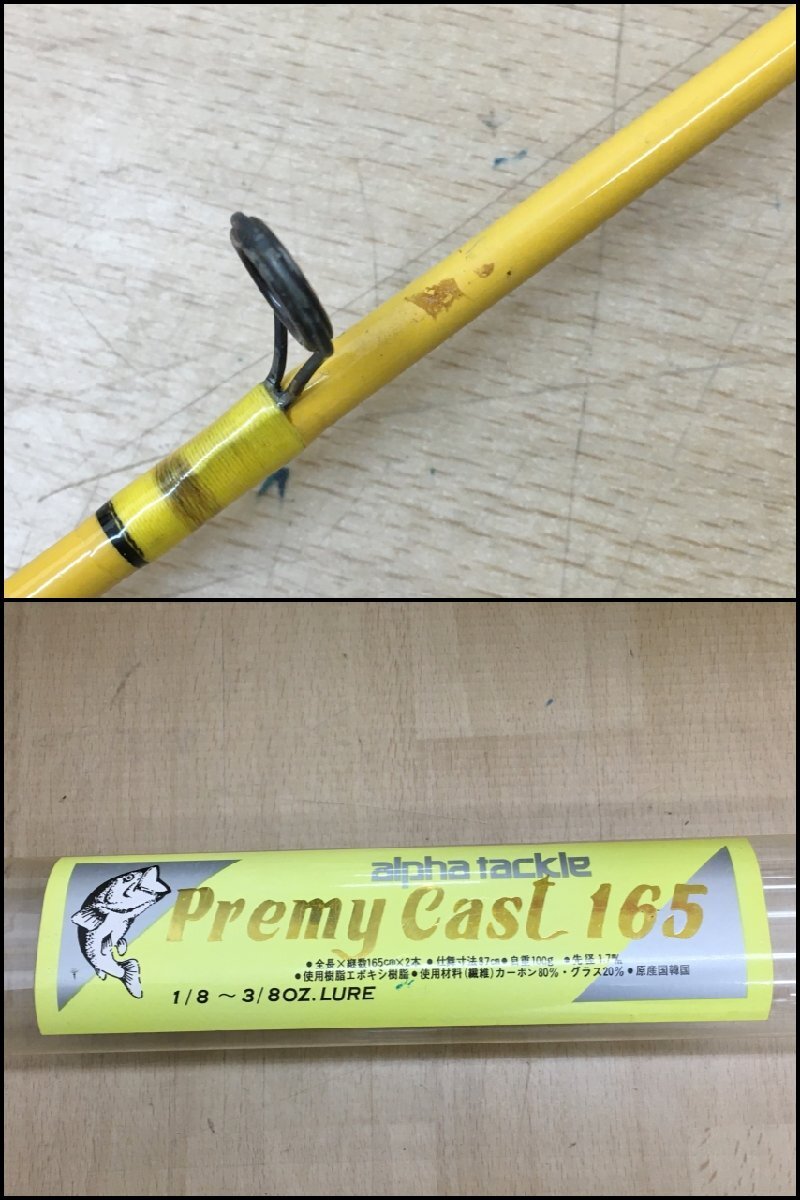 alpha tackle
Premy Cast 165
●全長×継数165cm×2本 ●仕舞寸法87cm●自重100g ●先径1.7㎜
●使用樹脂エポキシ樹脂●使用材料(繊維)カーボン80%・グラス20%●原産国韓国
1/8 ～ 3/8OZ. LURE